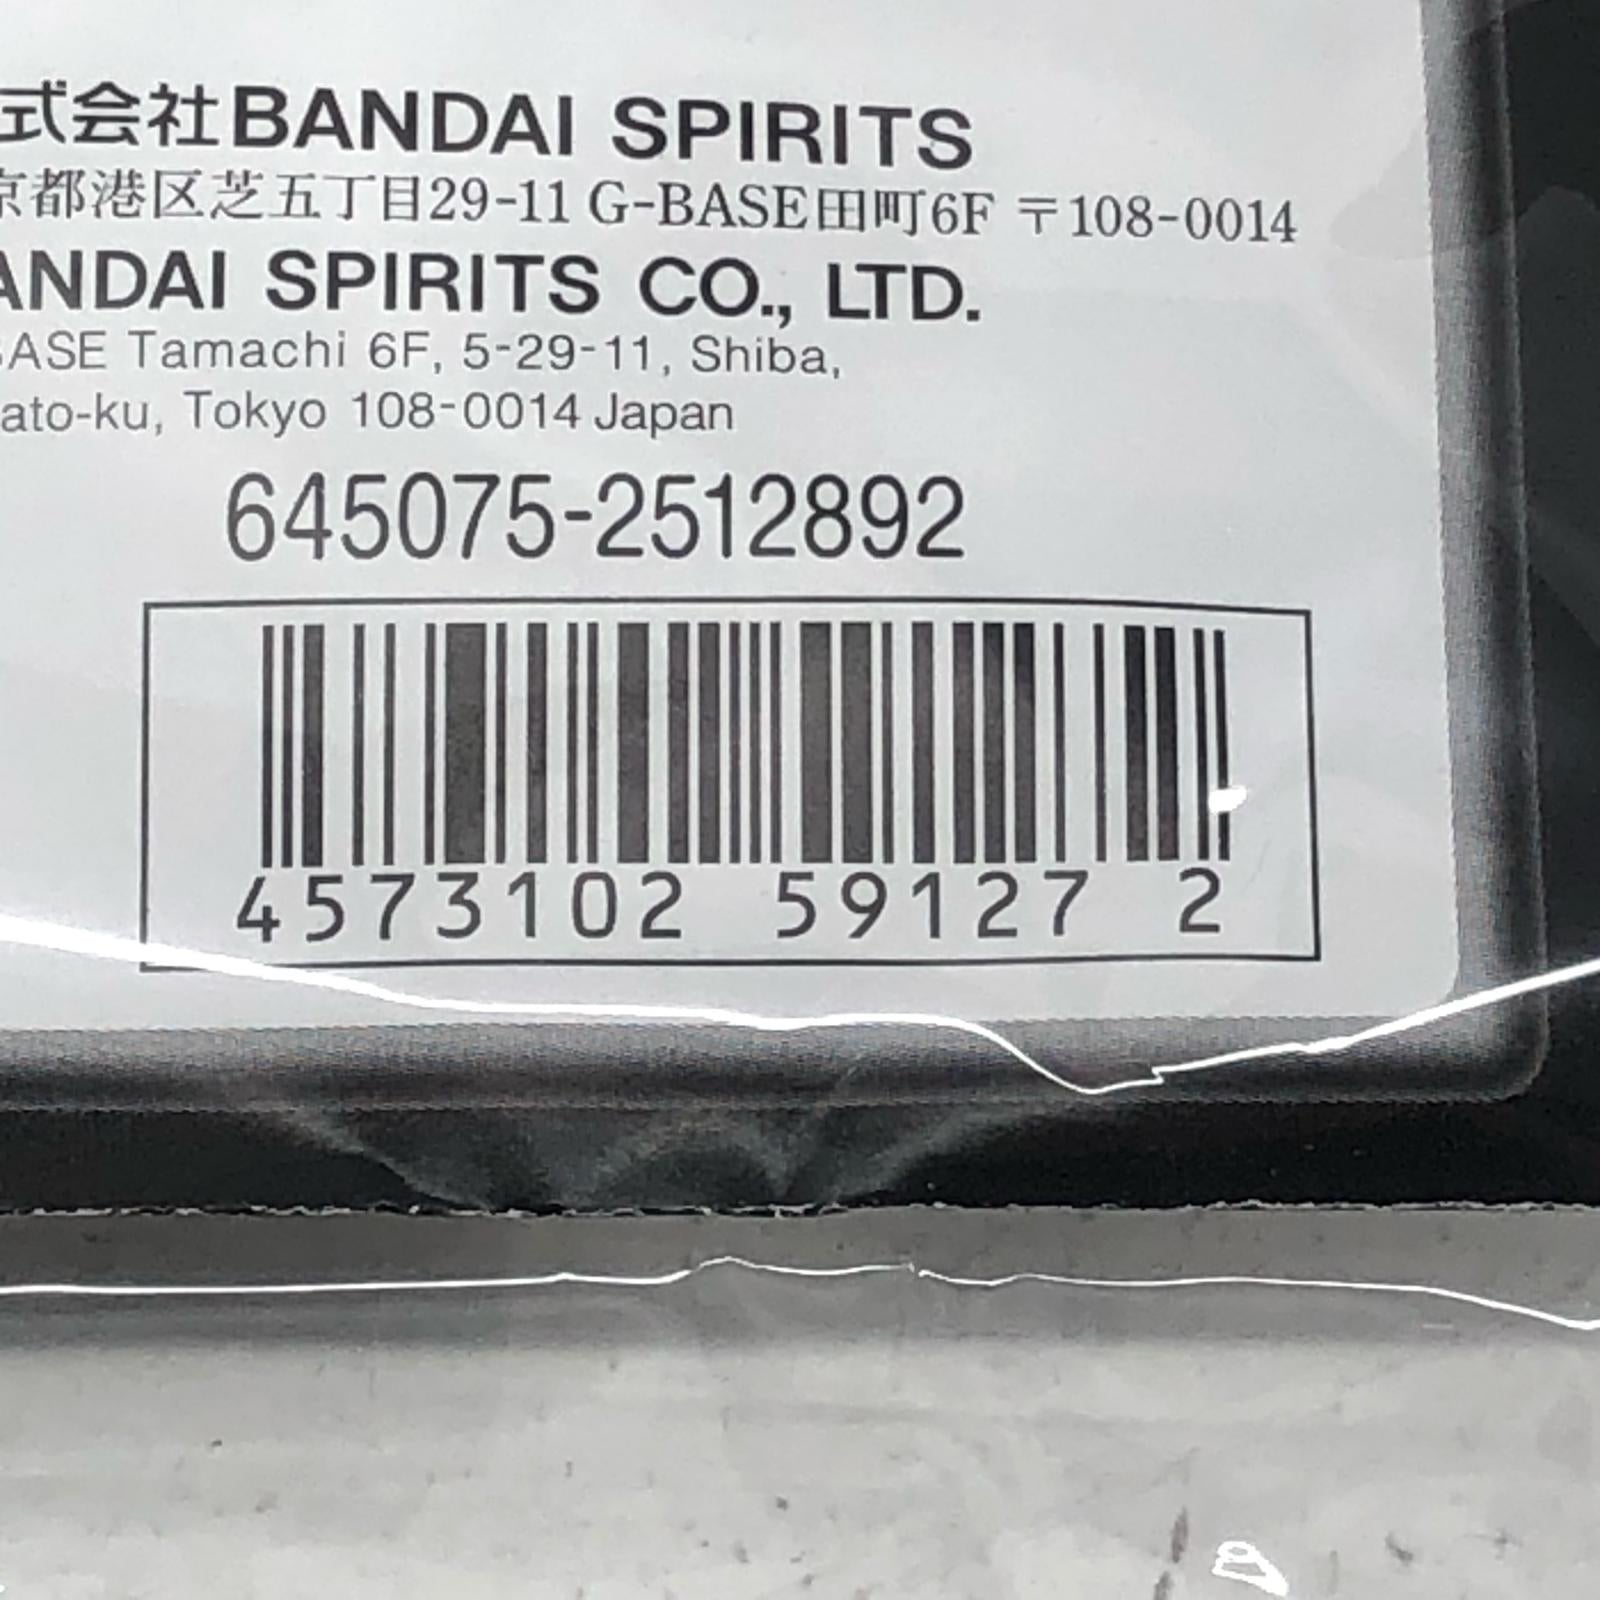 式会社BANDAI SPIRITS
京都港区芝五丁目29-11 G-BASE田町6F 〒108-0014
ANDAI SPIRITS CO., LTD.
BASE Tamachi 6F, 5-29-11, Shiba,
ato-ku, Tokyo 108-0014 Japan
645075-2512892
4573102 59127 2